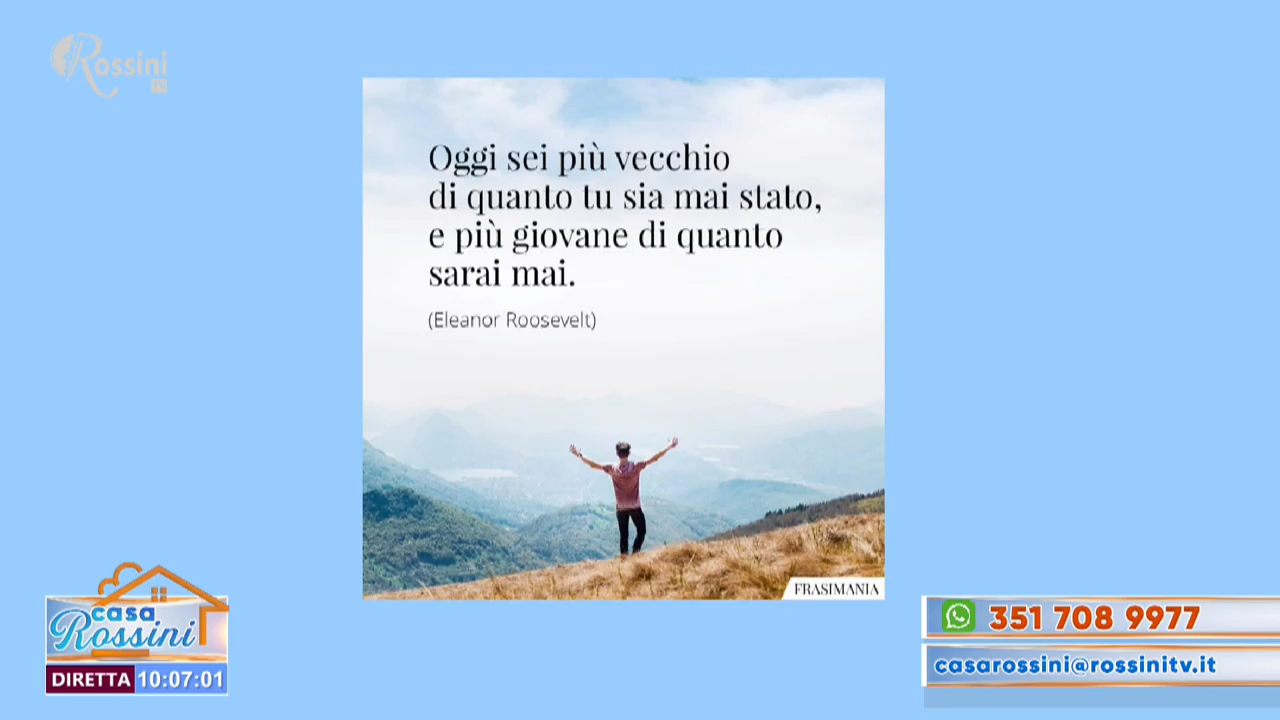 Rossini
TV
Oggi sei più vecchio
di quanto tu sia mai stato,
e più giovane di quanto
sarai mai.
(Eleanor Roosevelt)
FRASIMANIA
casa
Rossini
DIRETTA 10:07:01
351 708 9977
casarossini@rossinitv.it